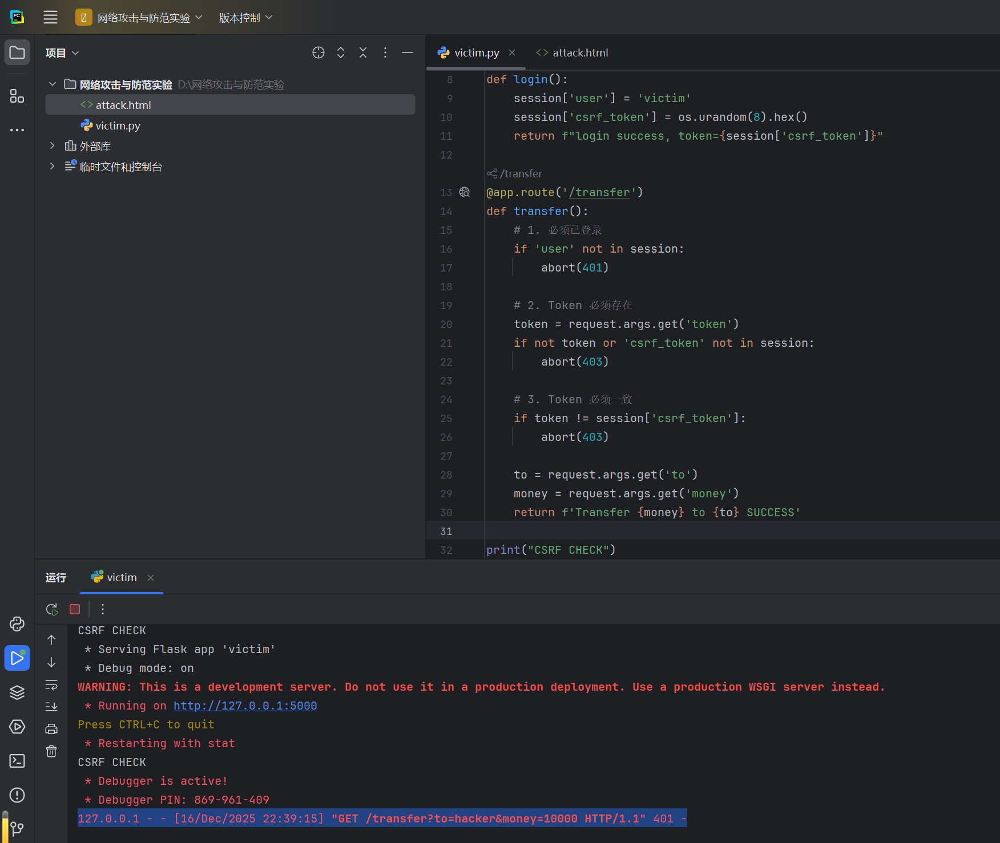 网络攻击与防范实验
版本控制
项目
网络攻击与防范实验 D:\网络攻击与防范实验
attack.html
victim.py
外部库
临时文件和控制台
victim.py
attack.html
8 def login():
9 session['user'] = 'victim'
10 session['csrf_token'] = os.urandom(8).hex()
11 return f"login success, token={session['csrf_token']}"
12
/transfer
13 @app.route('/transfer')
14 def transfer():
15 # 1. 必须已登录
16 if 'user' not in session:
17 abort(401)
18
19 # 2. Token 必须存在
20 token = request.args.get('token')
21 if not token or 'csrf_token' not in session:
22 abort(403)
23
24 # 3. Token 必须一致
25 if token != session['csrf_token']:
26 abort(403)
27
28 to = request.args.get('to')
29 money = request.args.get('money')
30 return f'Transfer {money} to {to} SUCCESS'
31
32 print("CSRF CHECK")
运行
victim
CSRF CHECK
* Serving Flask app 'victim'
* Debug mode: on
WARNING: This is a development server. Do not use it in a production deployment. Use a production WSGI server instead.
* Running on http://127.0.0.1:5000
Press CTRL+C to quit
* Restarting with stat
CSRF CHECK
* Debugger is active!
* Debugger PIN: 869-961-409
127.0.0.1 - - [16/Dec/2025 22:39:15] "GET /transfer?to=hacker&money=10000 HTTP/1.1" 401 -